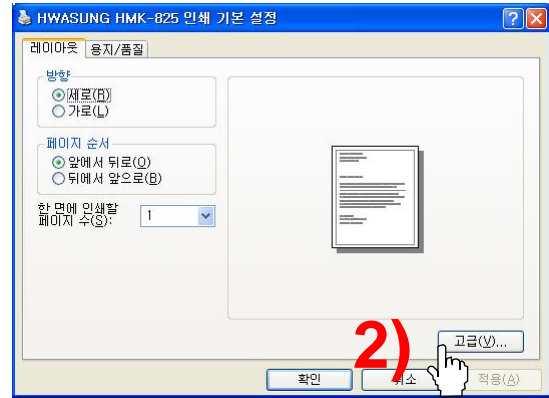 HWASUNG HMK-825 인쇄 기본 설정
레이아웃 용지/품질
방향
세로(R)
가로(L)
페이지 순서
앞에서 뒤로(O)
뒤에서 앞으로(B)
한 면에 인쇄할
페이지 수(S): 1
2) 고급(V)...
확인 취소 적용(A)